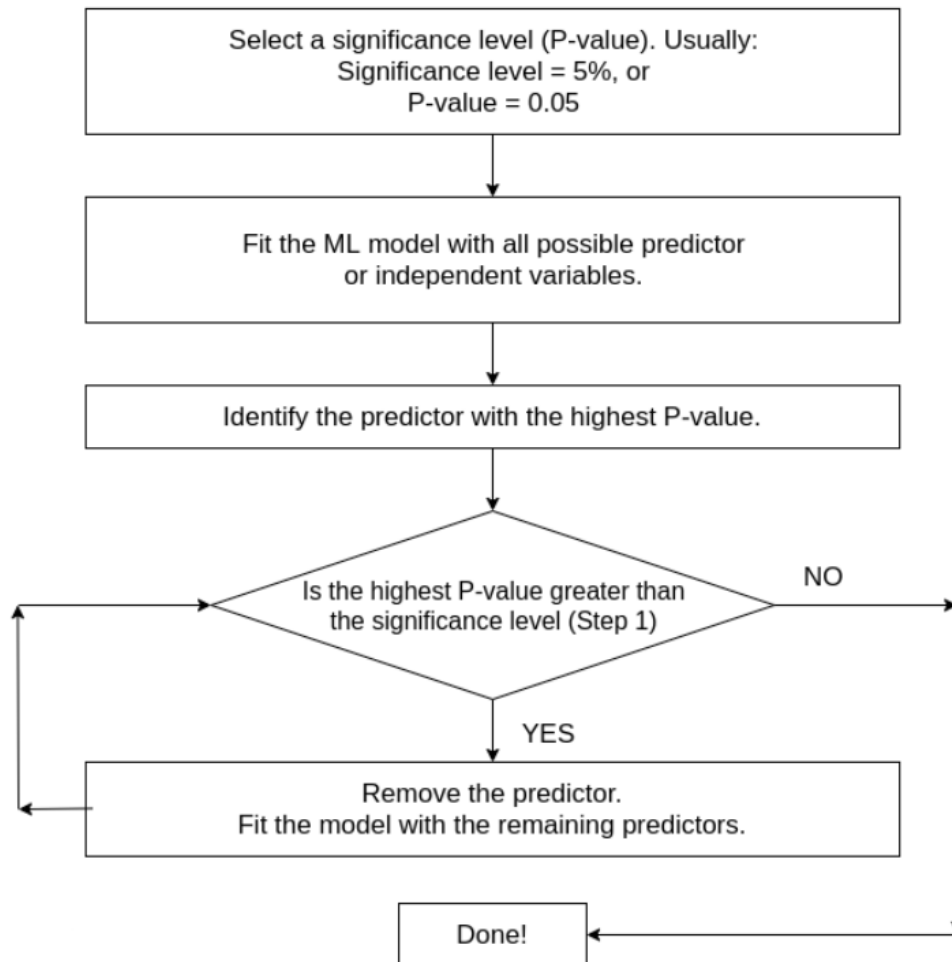 Select a significance level (P-value). Usually:
Significance level = 5%, or
P-value = 0.05
Fit the ML model with all possible predictor
or independent variables.
Identify the predictor with the highest P-value.
Is the highest P-value greater than
the significance level (Step 1)
NO
YES
Remove the predictor.
Fit the model with the remaining predictors.
Done!